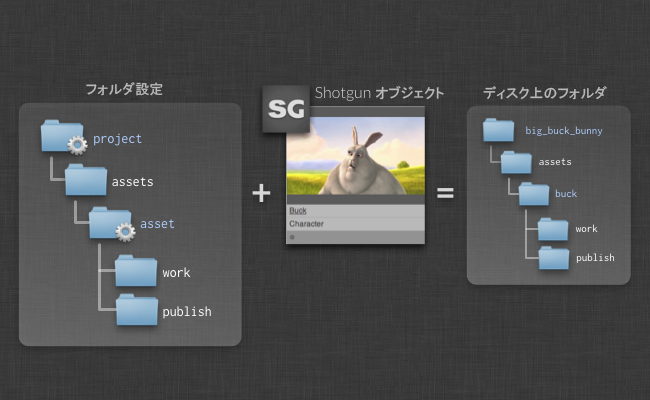 フォルダ設定
project
assets
asset
work
publish
+
SG
Shotgun オブジェクト
Buck
Character
=
ディスク上のフォルダ
big_buck_bunny
assets
buck
work
publish